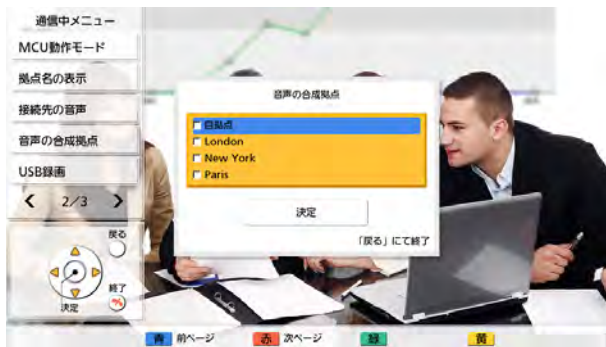 通信中メニュー
MCU動作モード
拠点名の表示
接続先の音声
音声の合成拠点
USB録画
2/3
戻る
終了
決定
音声の合成拠点
自拠点
London
New York
Paris
決定
「戻る」にて終了
青 前ページ 赤 次ページ 緑 黄